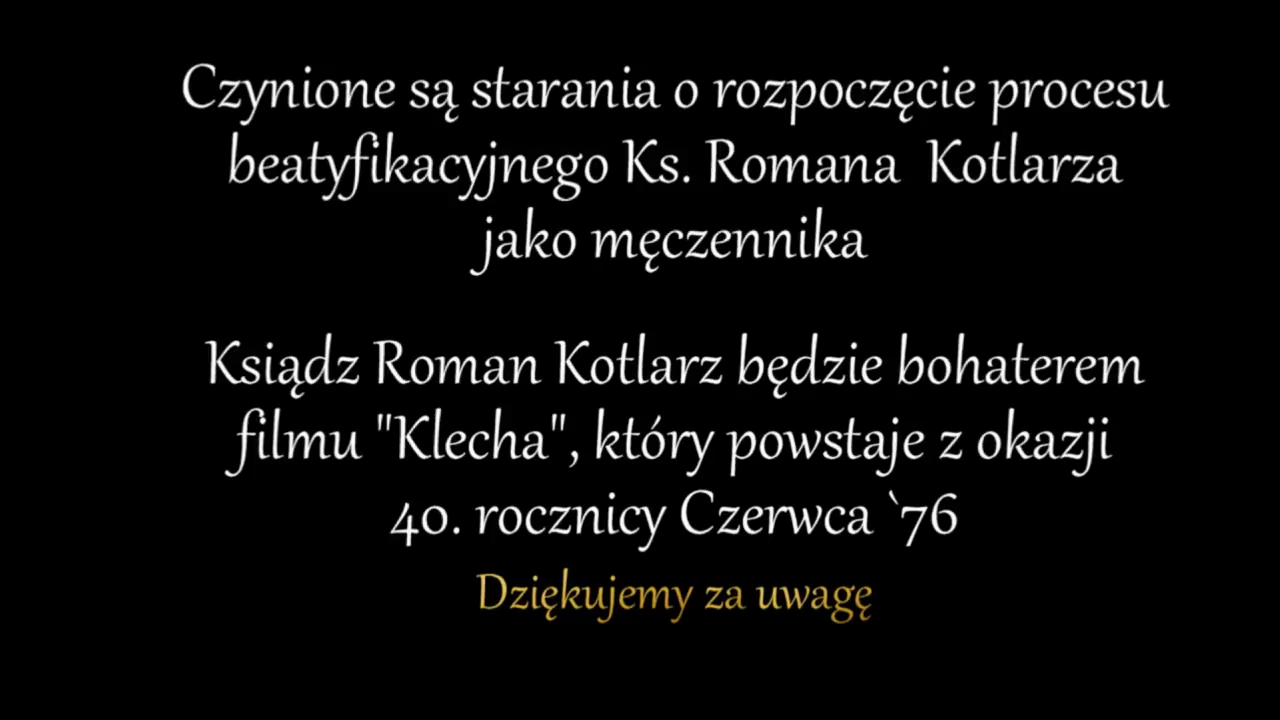 Czynione są starania o rozpoczęcie procesu
beatyfikacyjnego Ks. Romana Kotlarza
jako męczennika
Ksiądz Roman Kotlarz będzie bohaterem
filmu "Klecha", który powstaje z okazji
40. rocznicy Czerwca `76
Dziękujemy za uwagę